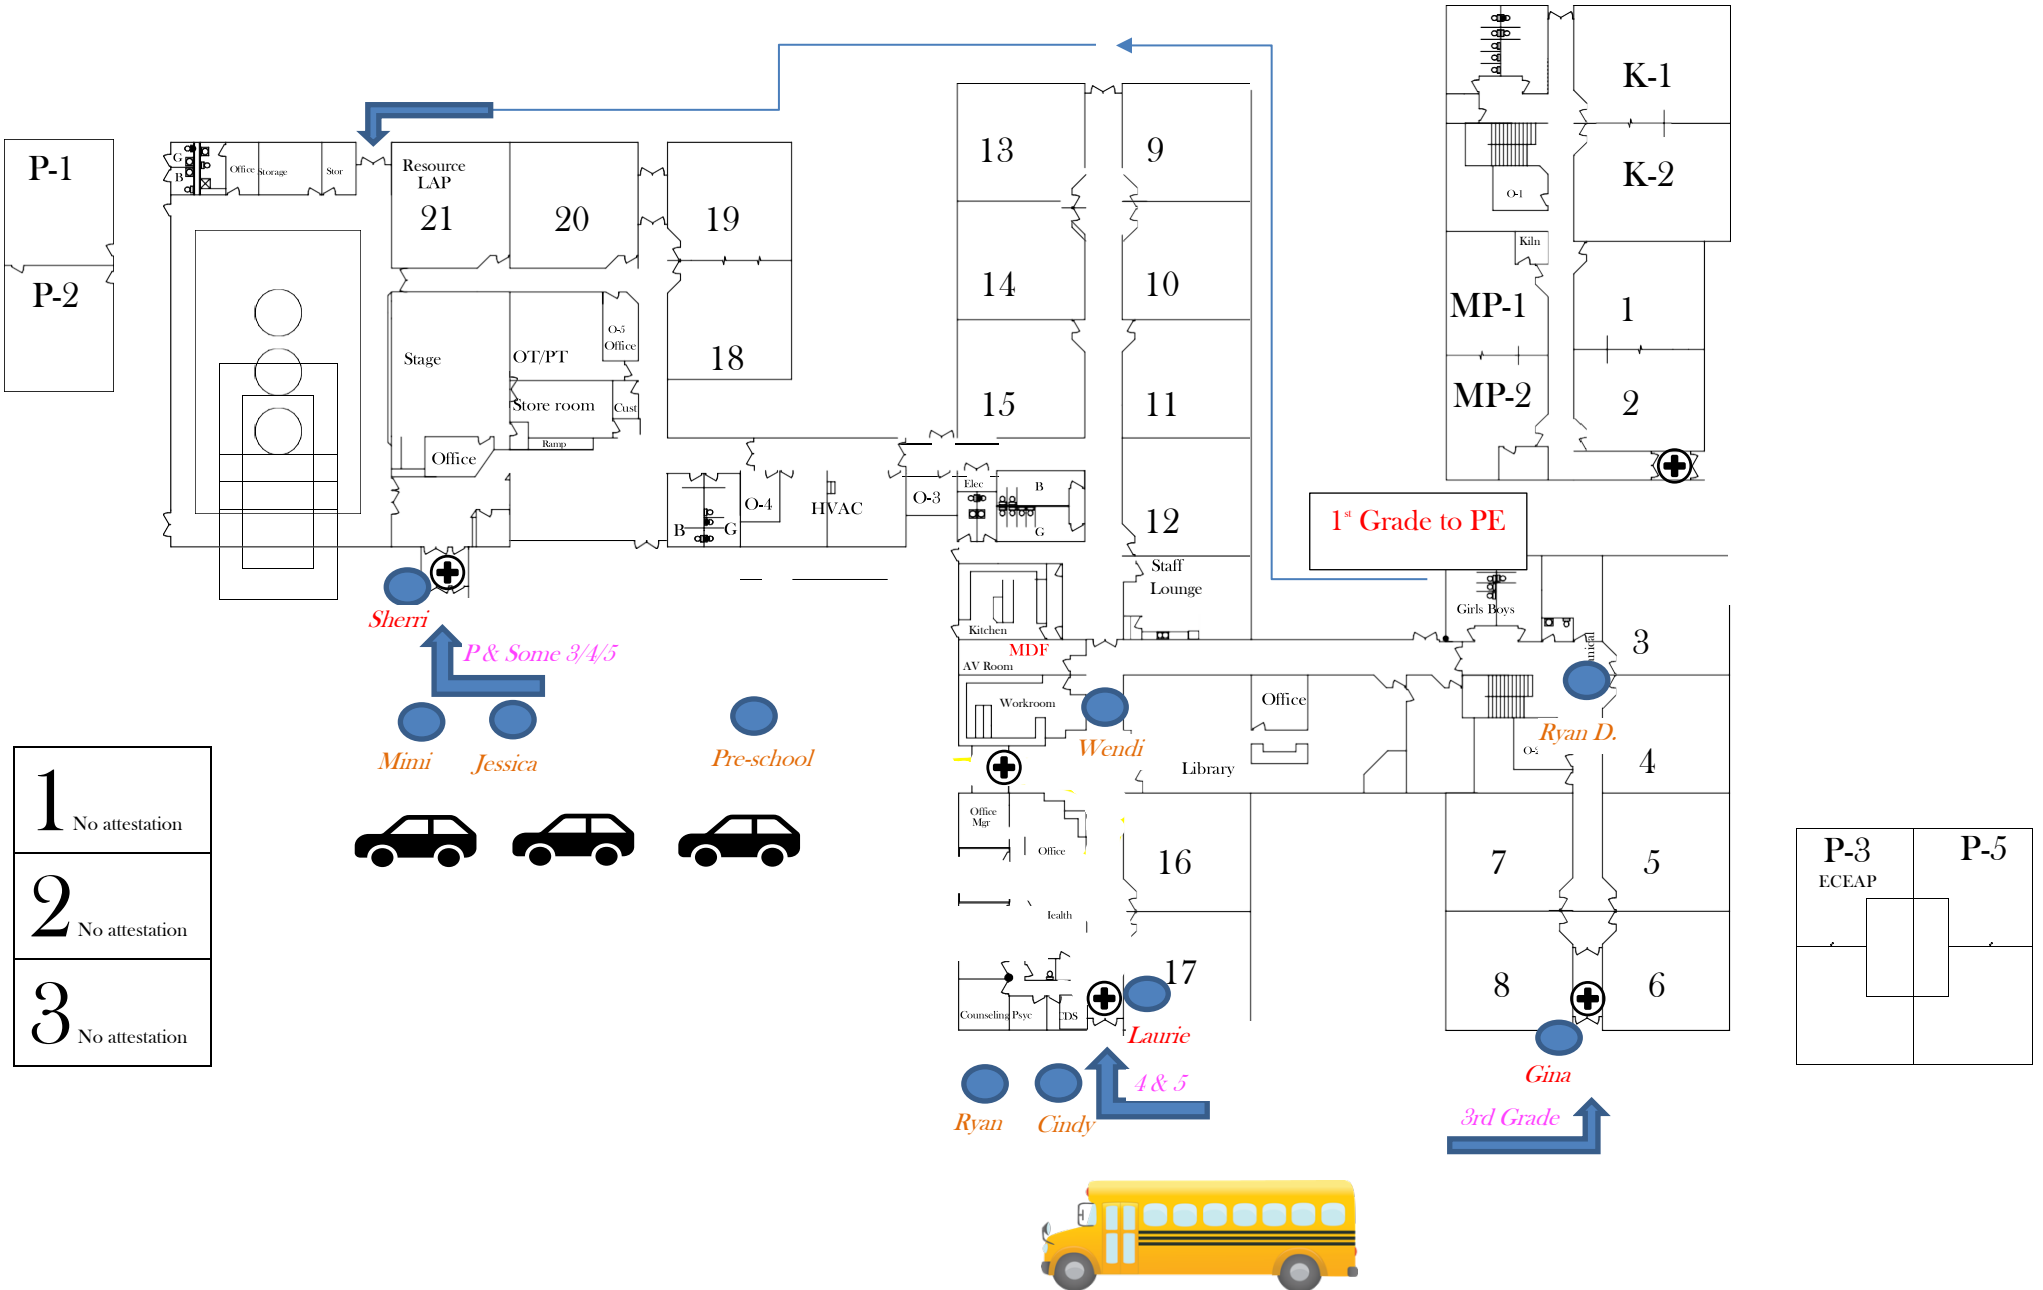 K-1
K-2
O-1
Kiln
MP-1
1
MP-2
2
13
9
14
10
15
11
12
P-1
P-2
G
B
Office
Storage
Stor
Resource
LAP
21
20
19
18
Stage
OT/PT
O-5
Office
Store room
Cust
Ramp
Office
B
G
O-4
HVAC
O-3
Elec
B
G
1st Grade to PE
Staff
Lounge
Kitchen
MDF
AV Room
Workroom
Girls Boys
3
Office
Library
Wendi
Ryan D.
4
Sherri
P & Some 3/4/5
Mimi
Jessica
Pre-school
1 No attestation
2 No attestation
3 No attestation
Office
Mgr
Office
16
17
Counseling
Psyc
Laurie
Ryan
Cindy
4 & 5
7
5
8
6
Gina
3rd Grade
P-3
ECEAP
P-5